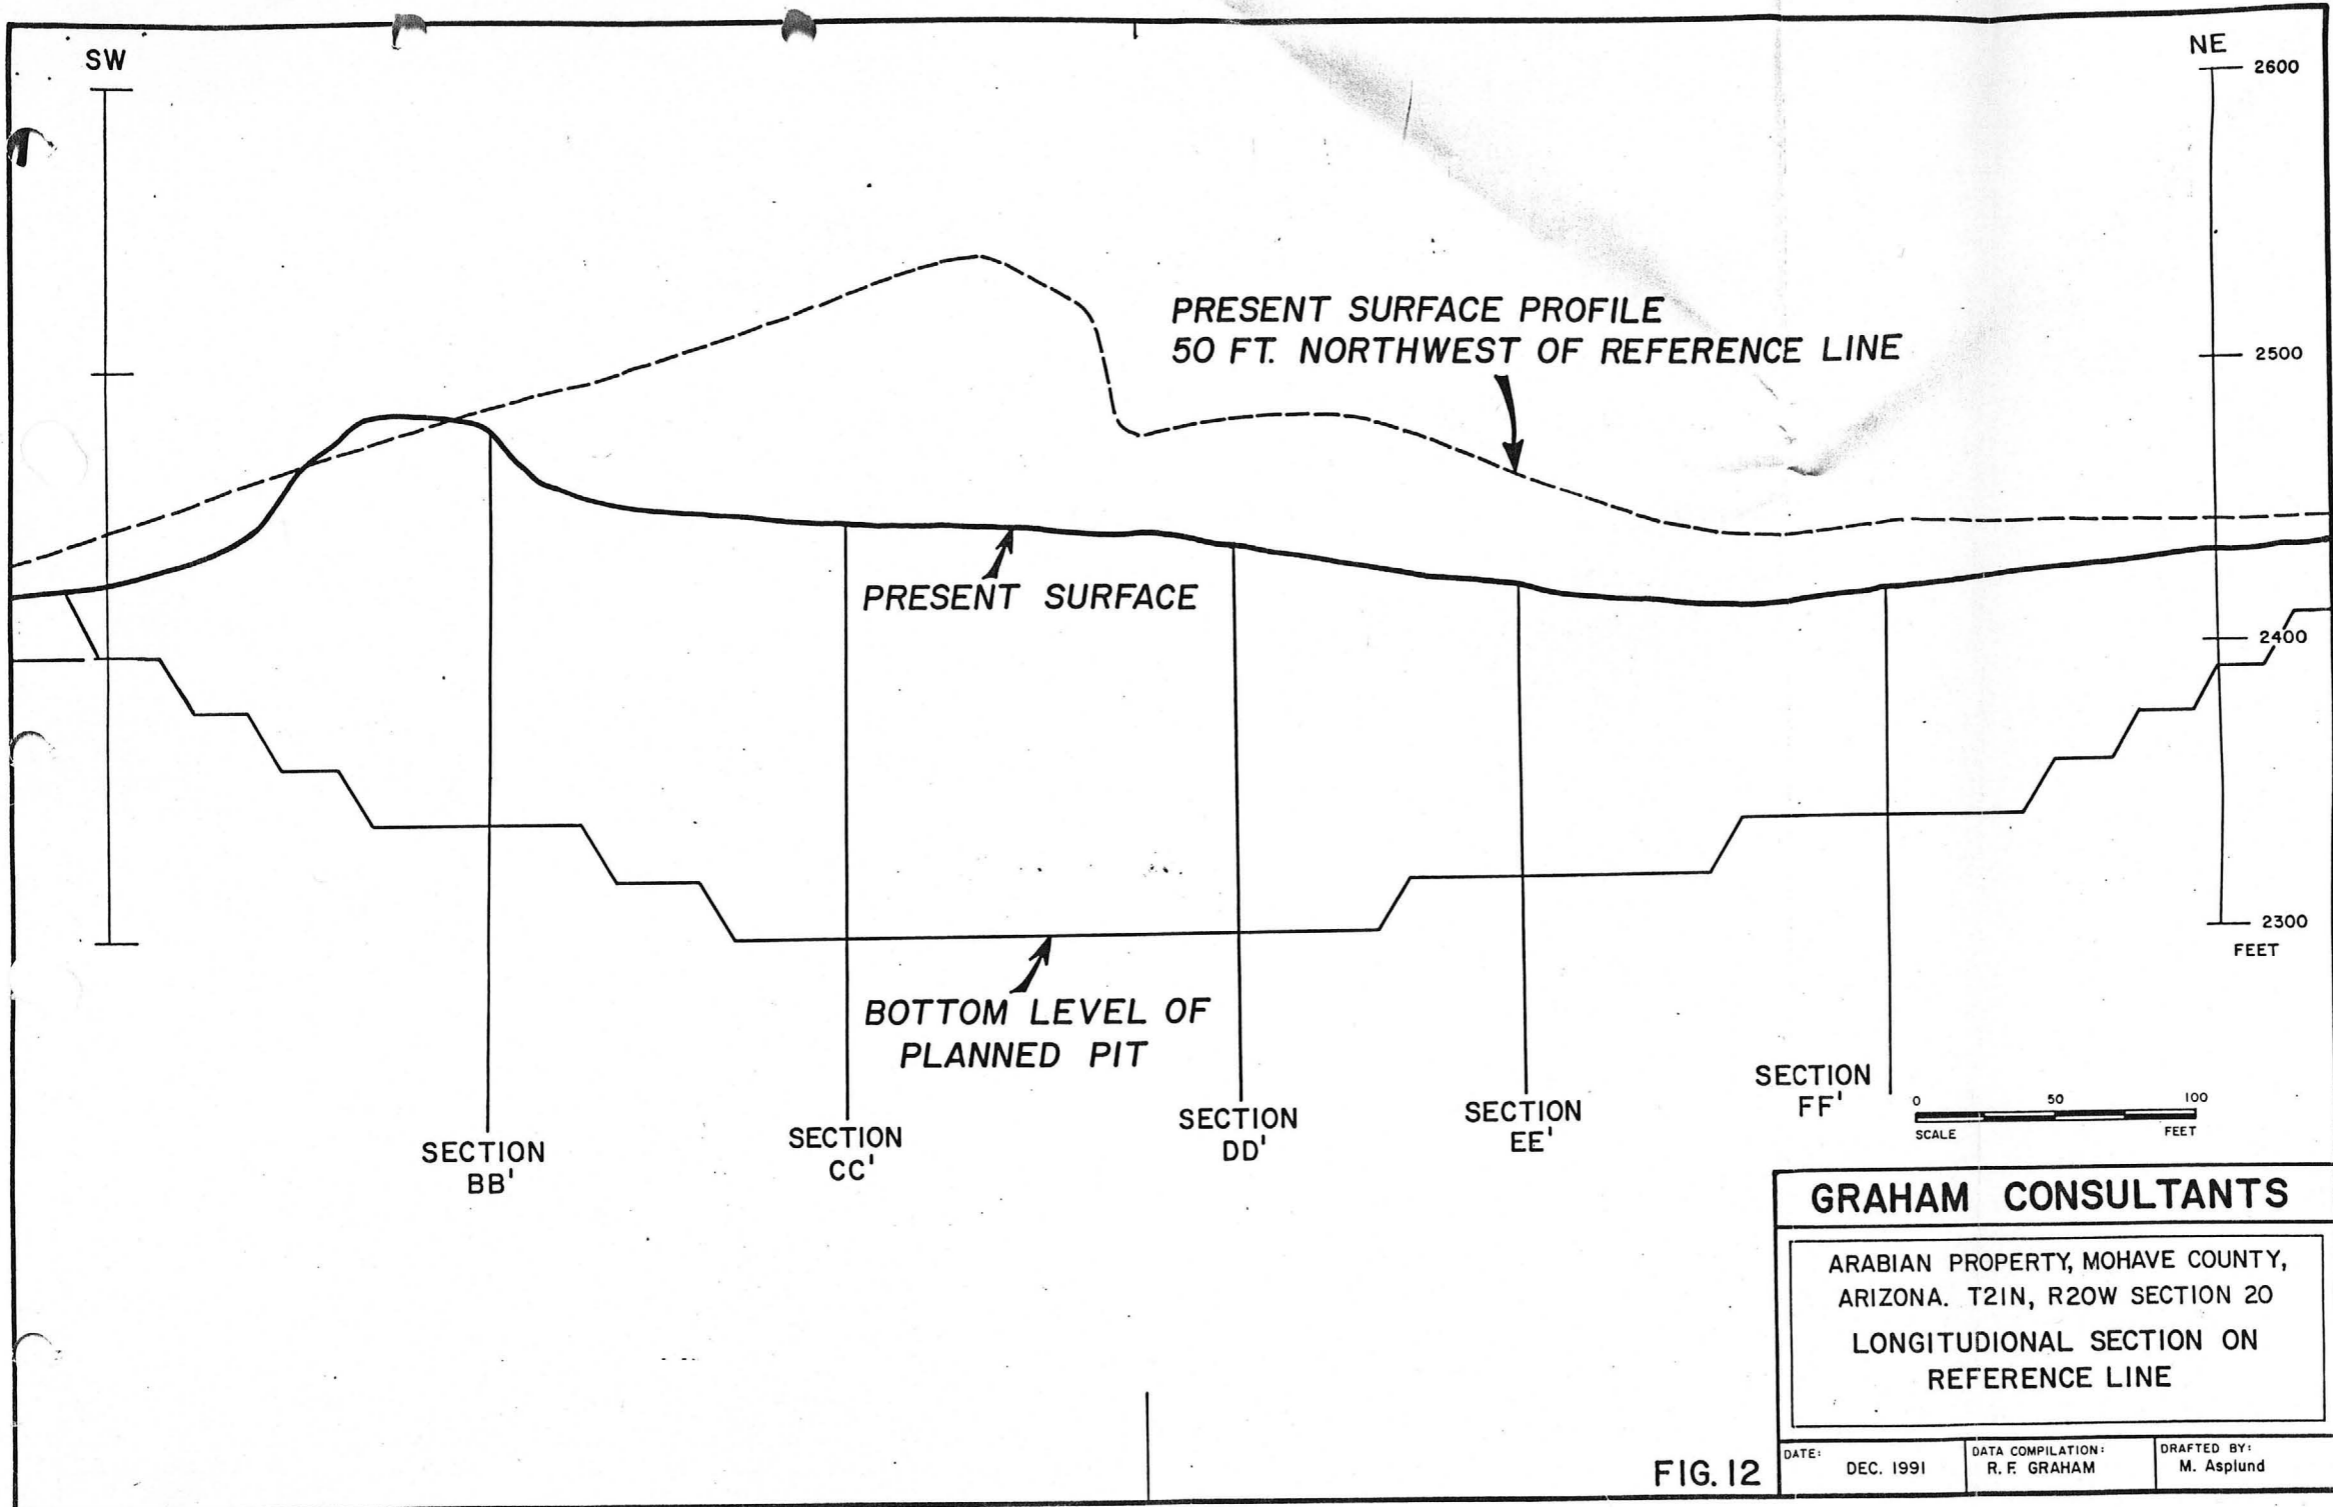 SW
NE
2600
PRESENT SURFACE PROFILE
50 FT. NORTHWEST OF REFERENCE LINE
2500
PRESENT SURFACE
2400
2300
FEET
BOTTOM LEVEL OF
PLANNED PIT
SECTION
BB'
SECTION
CC'
SECTION
DD'
SECTION
EE'
SECTION
FF'
0 50 100
SCALE FEET
GRAHAM CONSULTANTS
ARABIAN PROPERTY, MOHAVE COUNTY,
ARIZONA. T21N, R20W SECTION 20
LONGITUDIONAL SECTION ON
REFERENCE LINE
FIG. 12
DATE:
DEC. 1991
DATA COMPILATION:
R. F. GRAHAM
DRAFTED BY:
M. Asplund